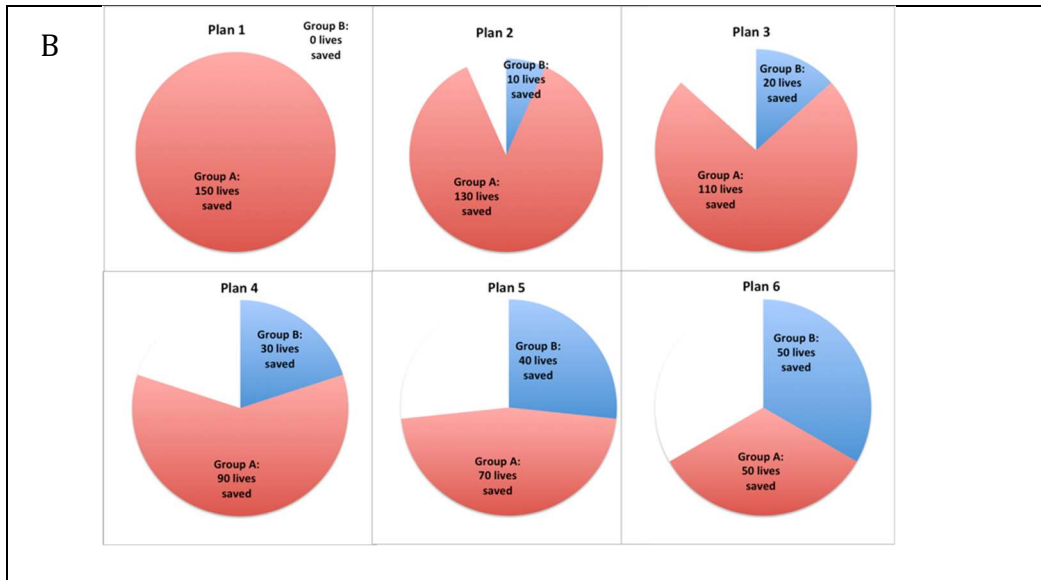 B
Plan 1
Group B:
0 lives
saved
Group A:
150 lives
saved
Plan 2
Group B:
10 lives
saved
Group A:
130 lives
saved
Plan 3
Group B:
20 lives
saved
Group A:
110 lives
saved
Plan 4
Group B:
30 lives
saved
Group A:
90 lives
saved
Plan 5
Group B:
40 lives
saved
Group A:
70 lives
saved
Plan 6
Group B:
50 lives
saved
Group A:
50 lives
saved